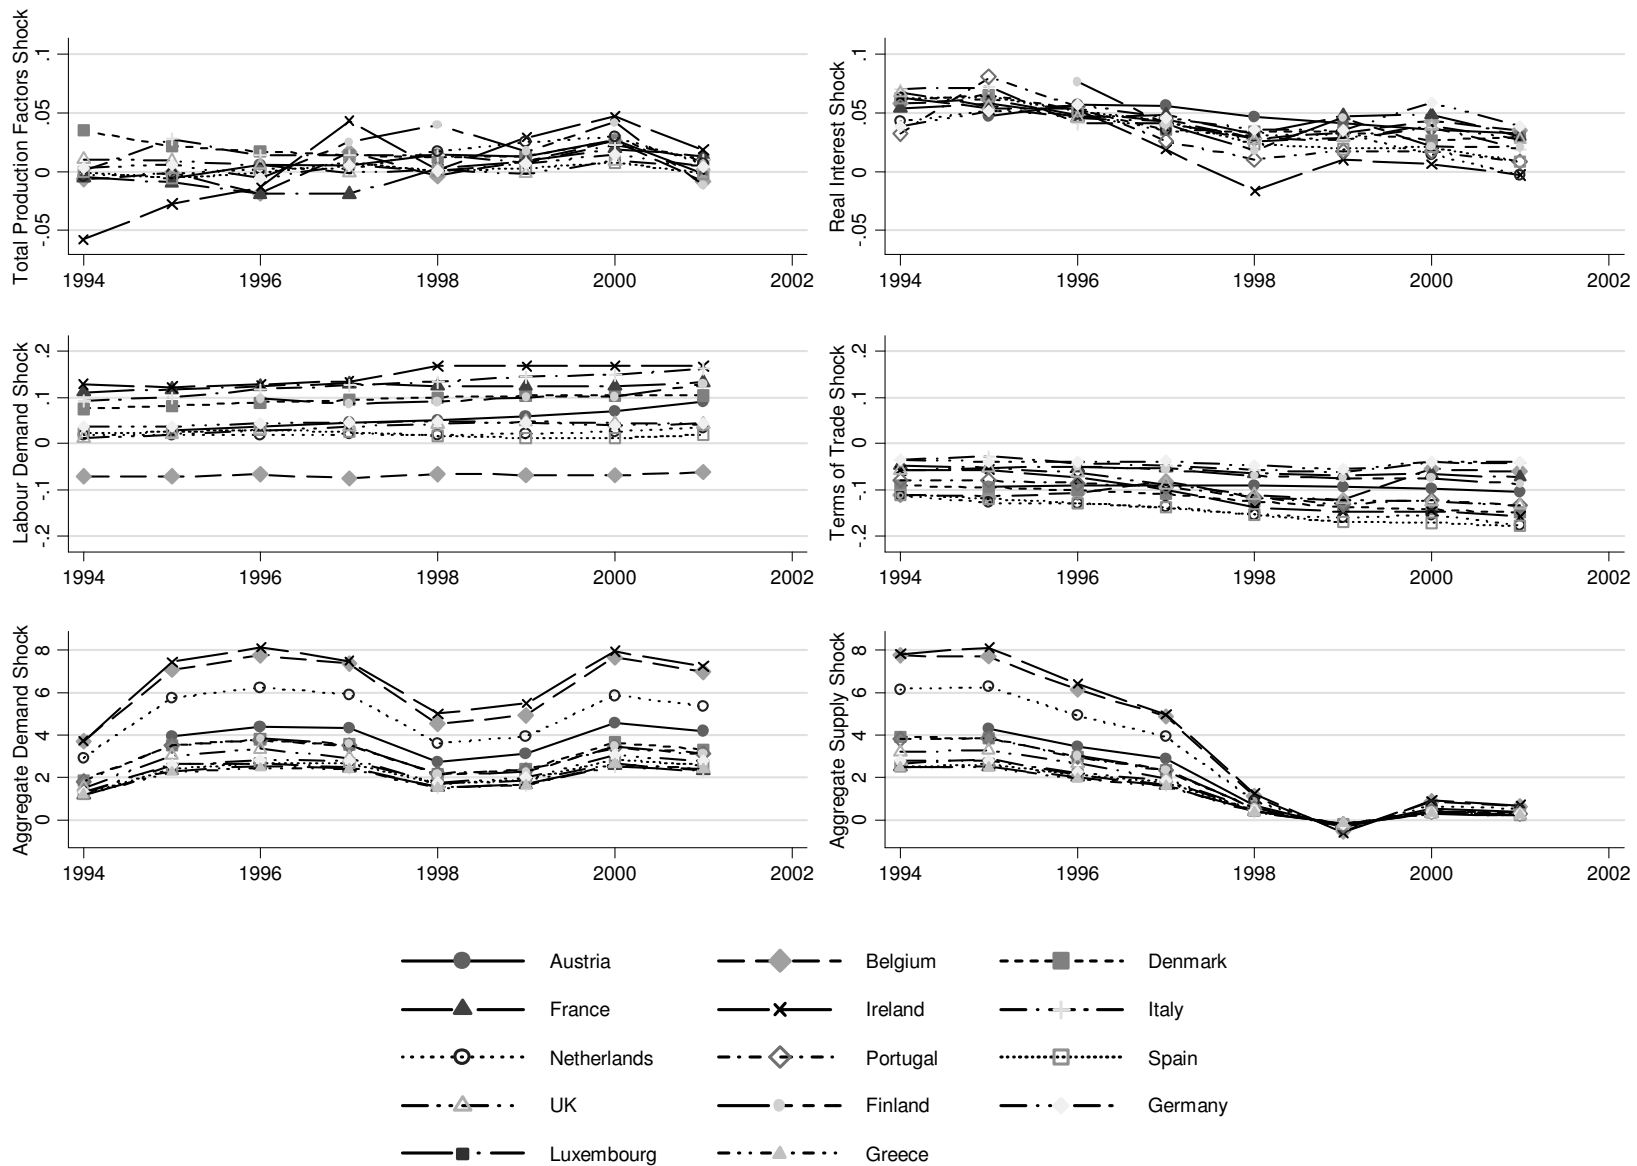 Total Production Factors Shock
.1
.05
0
-.05
1994 1996 1998 2000 2002
Real Interest Shock
.1
.05
0
-.05
1994 1996 1998 2000 2002
Labour Demand Shock
.2
.1
0
-.1
-.2
1994 1996 1998 2000 2002
Terms of Trade Shock
.2
.1
0
-.1
-.2
1994 1996 1998 2000 2002
Aggregate Demand Shock
8
6
4
2
0
1994 1996 1998 2000 2002
Aggregate Supply Shock
8
6
4
2
0
1994 1996 1998 2000 2002
Austria Belgium Denmark
France Ireland Italy
Netherlands Portugal Spain
UK Finland Germany
Luxembourg Greece